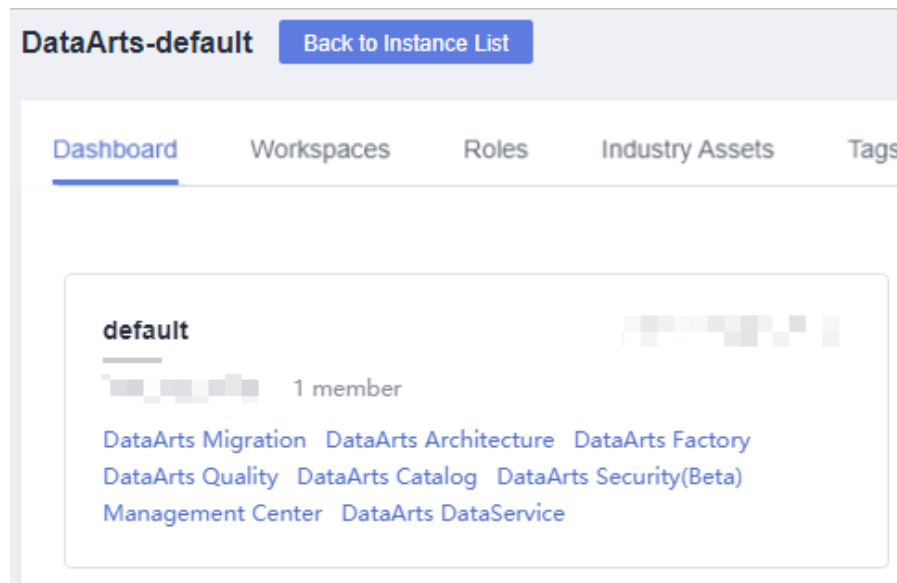 DataArts-default Back to Instance List
Dashboard Workspaces Roles Industry Assets Tags
default
1 member
DataArts Migration DataArts Architecture DataArts Factory
DataArts Quality DataArts Catalog DataArts Security(Beta)
Management Center DataArts DataService